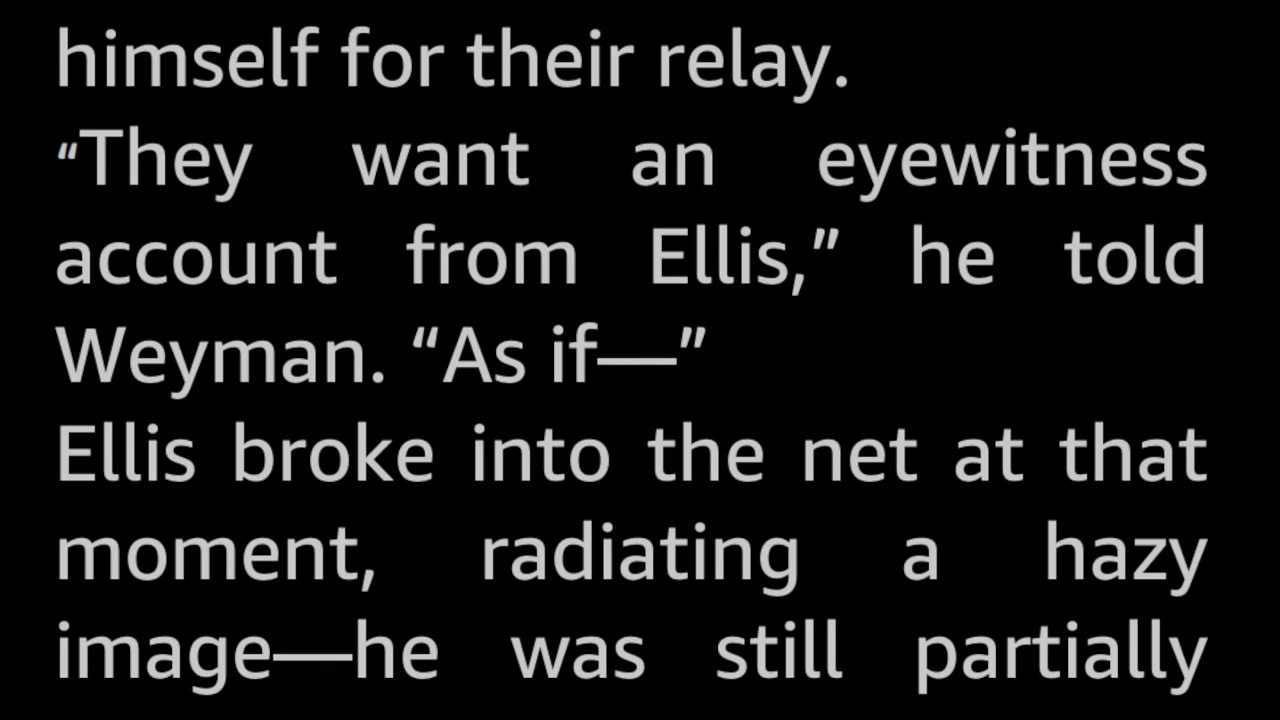 himself for their relay.
“They want an eyewitness
account from Ellis,” he told
Weyman. “As if—”
Ellis broke into the net at that
moment, radiating a hazy
image—he was still partially